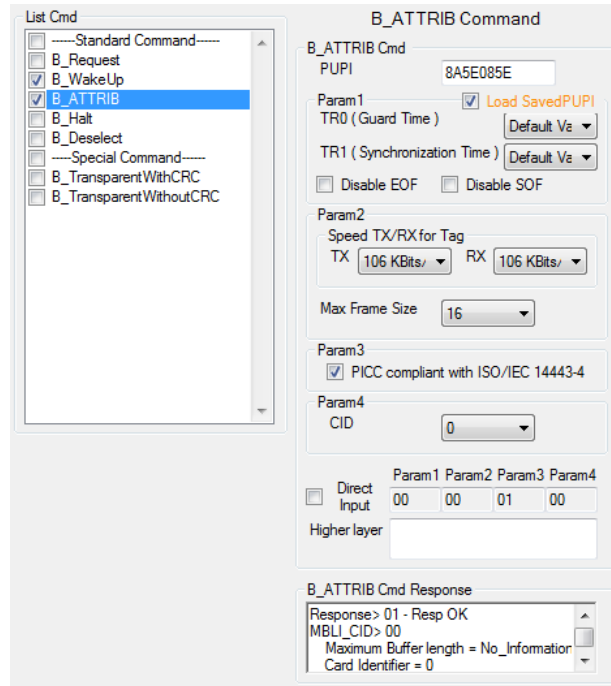 List Cmd
------Standard Command------
B_Request
B_WakeUp
B_ATTRIB
B_Halt
B_Deselect
-----Special Command------
B_TransparentWithCRC
B_TransparentWithoutCRC
B_ATTRIB Command
B_ATTRIB Cmd
PUPI 8A5E085E
Param1 Load SavedPUPI
TR0 ( Guard Time ) Default Va
TR1 ( Synchronization Time ) Default Va
Disable EOF Disable SOF
Param2
Speed TX/RX for Tag
TX 106 KBits/ RX 106 KBits/
Max Frame Size 16
Param3
PICC compliant with ISO/IEC 14443-4
Param4
CID 0
Param1 Param2 Param3 Param4
Direct Input 00 00 01 00
Higher layer
B_ATTRIB Cmd Response
Response> 01 - Resp OK
MBLI_CID> 00
Maximum Buffer length = No_Information
Card Identifier = 0